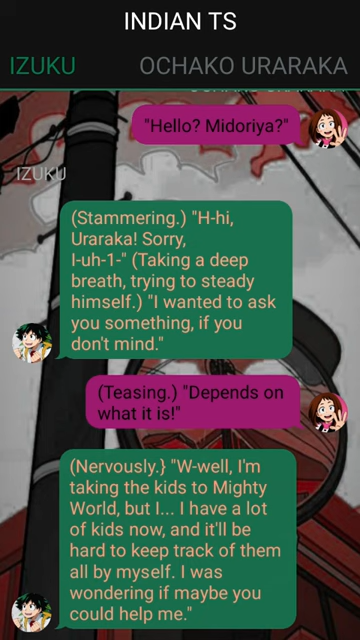 INDIAN TS
IZUKU OCHAKO URARAKA
"Hello? Midoriya?"
IZUKU
(Stammering.) "H-hi,
Uraraka! Sorry,
I-uh-1-" (Taking a deep
breath, trying to steady
himself.) "I wanted to ask
you something, if you
don't mind."
(Teasing.) "Depends on
what it is!"
(Nervously.} "W-well, I'm
taking the kids to Mighty
World, but I... I have a lot
of kids now, and it'll be
hard to keep track of them
all by myself. I was
wondering if maybe you
could help me."